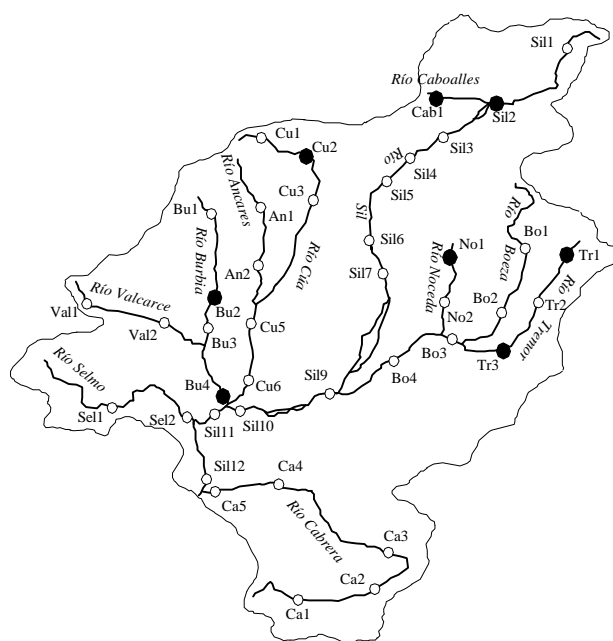 Sil1
Río Caboalles
Cab1
Sil2
Cu1
Cu2
Sil3
Río
Sil4
Sil5
Río Ancares
Cu3
Bu1
An1
Sil
Río
No1
Bo1
Tr1
Río Burbia
Río Cúa
Sil6
Río Noceda
Boeza
An2
Sil7
Río
Río Valcarce
Val1
Val2
Bu2
Bu3
Cu5
No2
Bo2
Tr2
Tremor
Bo3
Tr3
Río Selmo
Bu4
Cu6
Sil9
Bo4
Sel1
Sel2
Sil11
Sil10
Sil12
Ca4
Ca5
Río Cabrera
Ca3
Ca2
Ca1